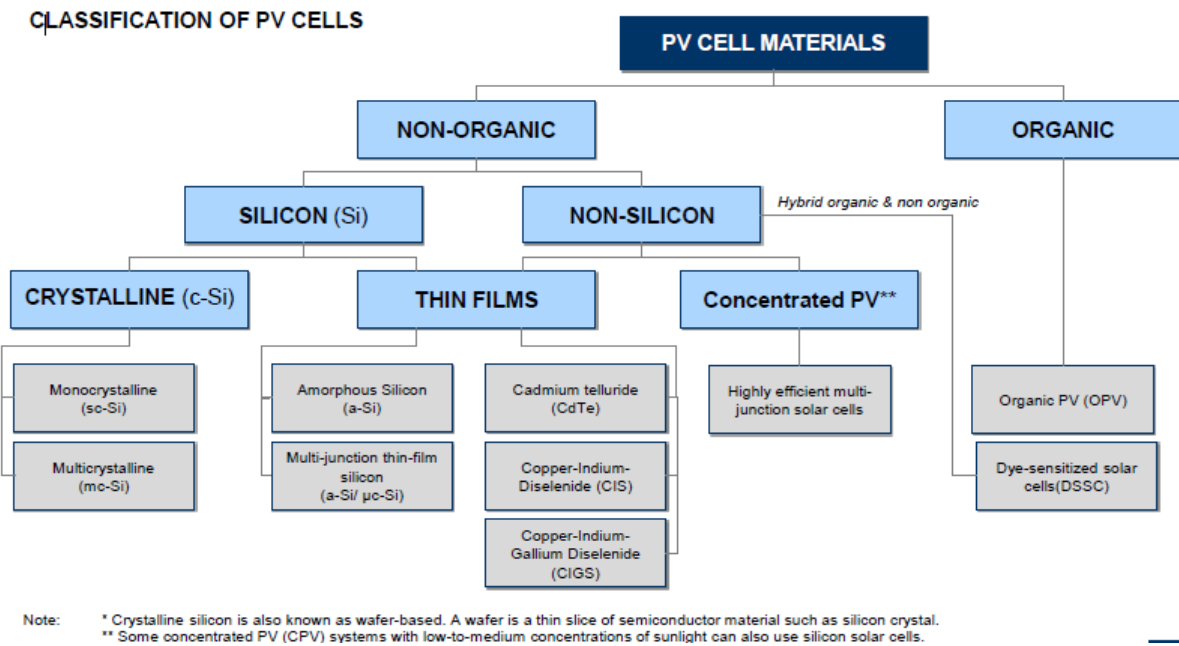 CLASSIFICATION OF PV CELLS
PV CELL MATERIALS
NON-ORGANIC
ORGANIC
SILICON (Si)
NON-SILICON
Hybrid organic & non organic
CRYSTALLINE (c-Si)
THIN FILMS
Concentrated PV**
Monocrystalline
(sc-Si)
Multicrystalline
(mc-Si)
Amorphous Silicon
(a-Si)
Multi-junction thin-film
silicon
(a-Si/ µc-Si)
Cadmium telluride
(CdTe)
Copper-Indium-
Diselenide (CIS)
Copper-Indium-
Gallium Diselenide
(CIGS)
Highly efficient multi-
junction solar cells
Organic PV (OPV)
Dye-sensitized solar
cells(DSSC)
Note: * Crystalline silicon is also known as wafer-based. A wafer is a thin slice of semiconductor material such as silicon crystal.
** Some concentrated PV (CPV) systems with low-to-medium concentrations of sunlight can also use silicon solar cells.